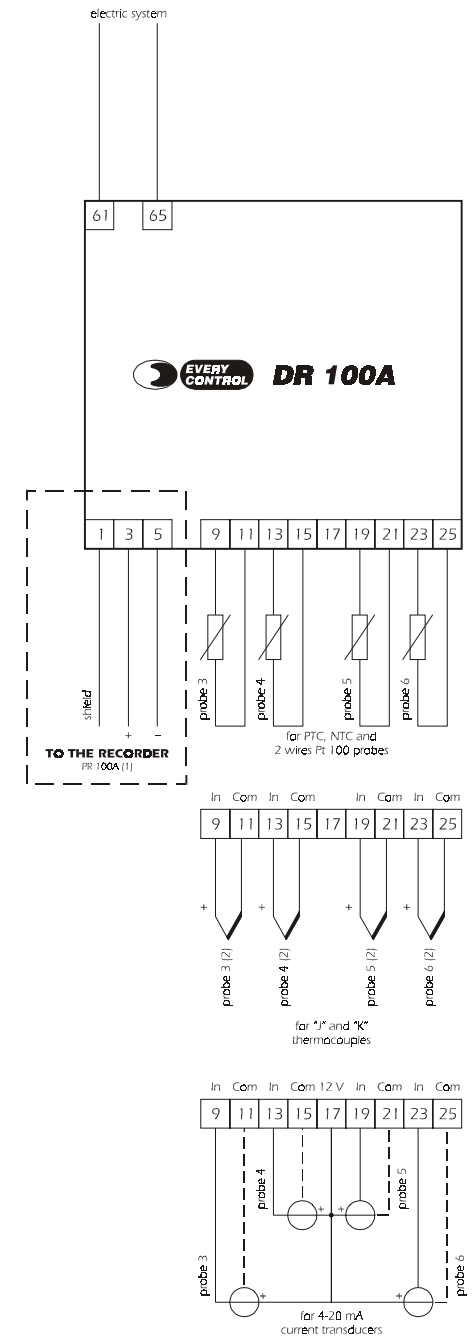 electric system
61 65
EVERY
CONTROL
DR 100A
1 3 5 9 11 13 15 17 19 21 23 25
shield
+ –
TO THE RECORDER
PR 100A (1)
probe 3
probe 4
probe 5
probe 6
for PTC, NTC and
2 wires Pt 100 probes
In Com In Com In Com In Com
9 11 13 15 17 19 21 23 25
+ + + +
probe 3 (2)
probe 4 (2)
probe 5 (2)
probe 6 (2)
for "J" and "K"
thermocouples
In Com In Com 12 V In Com In Com
9 11 13 15 17 19 21 23 25
probe 4
probe 5
+ +
probe 3
probe 6
+ +
for 4-20 mA
current transducers